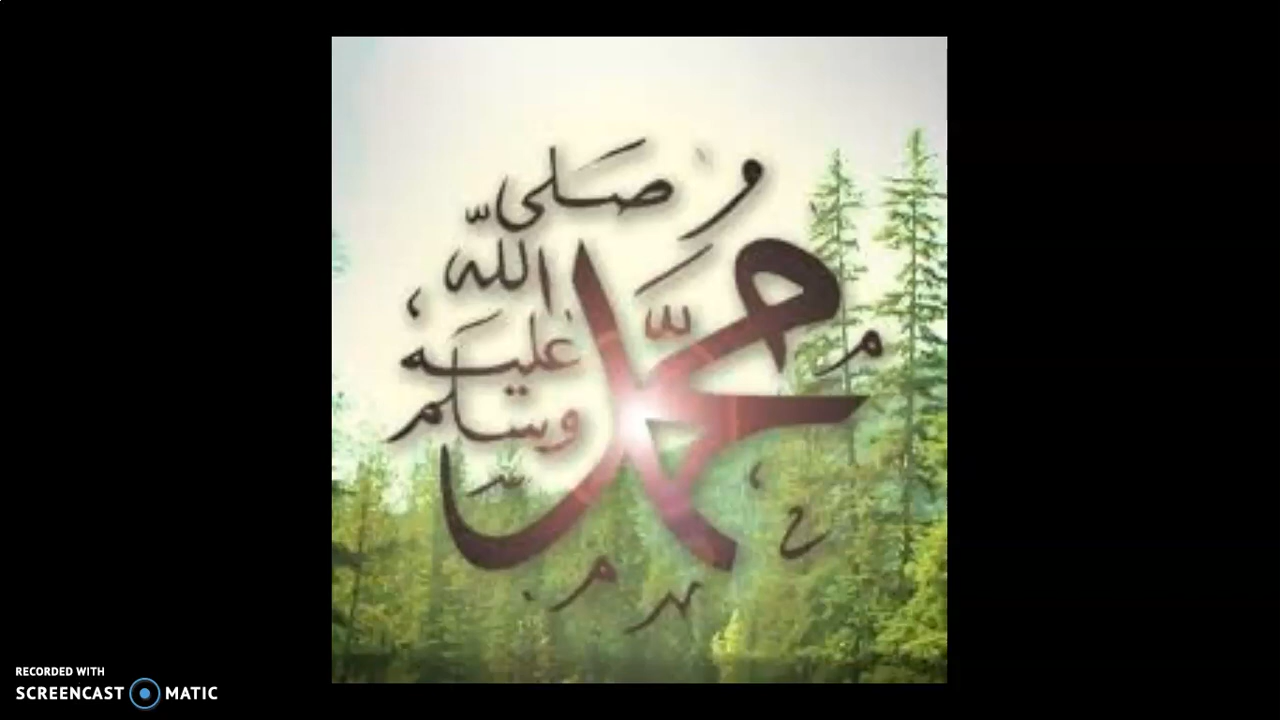 محمد
صلى
الله
عليه
وسلم
RECORDED WITH
SCREENCAST MATIC